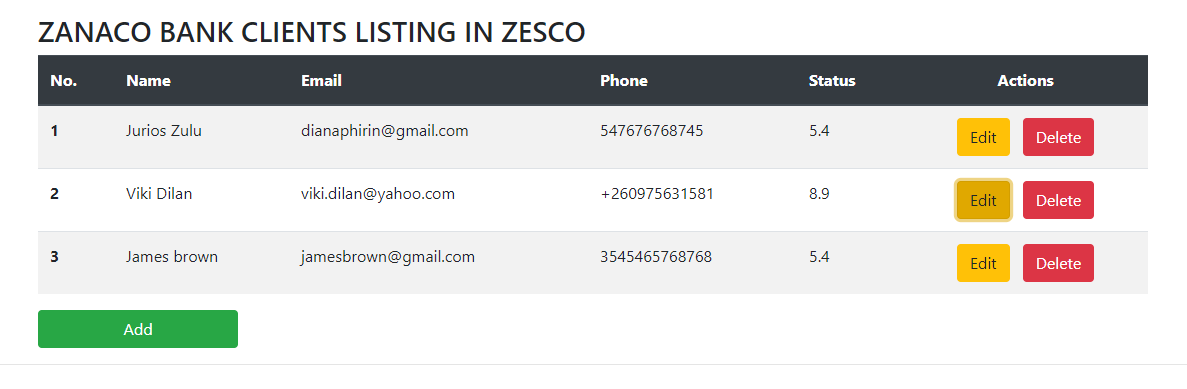 ZANACO BANK CLIENTS LISTING IN ZESCO
No. Name Email Phone Status Actions
1 Jurios Zulu dianaphirin@gmail.com 547676768745 5.4 Edit Delete
2 Viki Dilan viki.dilan@yahoo.com +260975631581 8.9 Edit Delete
3 James brown jamesbrown@gmail.com 3545465768768 5.4 Edit Delete
Add